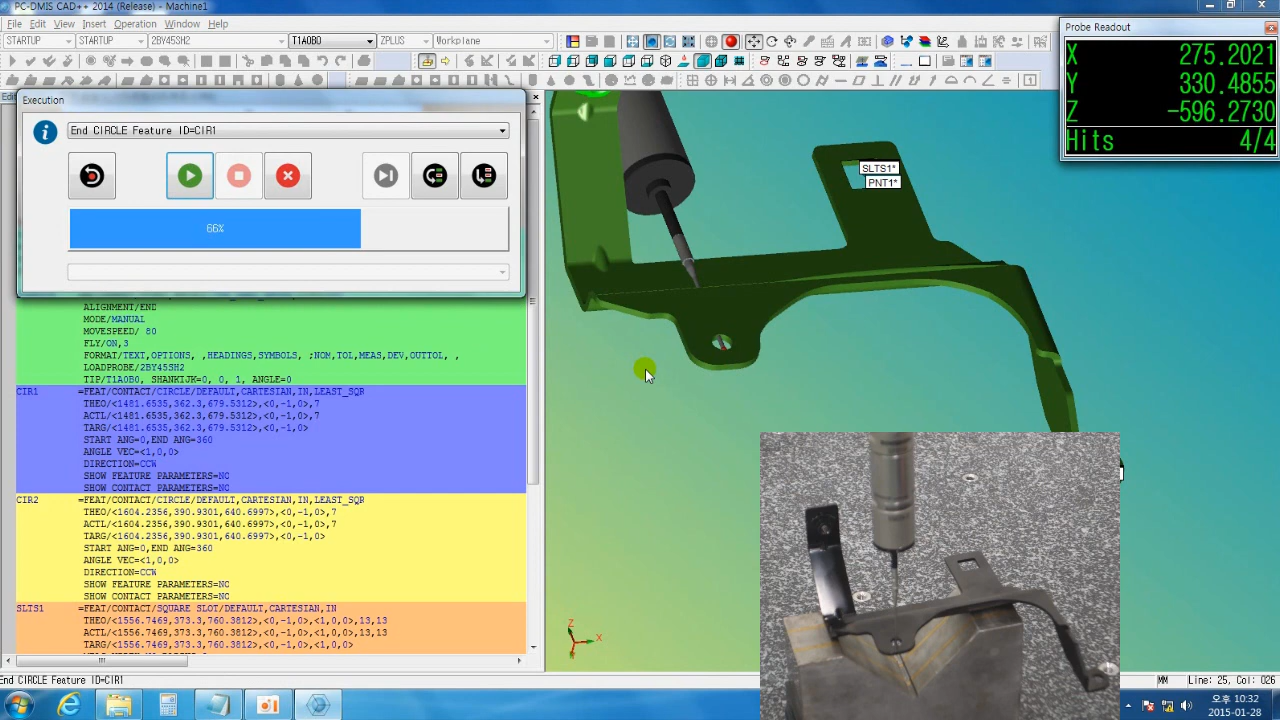 PC-DMIS CAD++ 2014 (Release) - Machine1
File Edit View Insert Operation Window Help
STARTUP STARTUP 2BY45SH2 T1A0B0 ZPLUS Workplane
Probe Readout
X 275.2021
Y 330.4855
Z -596.2730
Hits 4/4
Execution
End CIRCLE Feature ID=CIR1
66%
SLTS1*
PNT1*
ALIGNMENT/END
MODE/MANUAL
MOVESPEED/ 80
FLY/ON,3
FORMAT/TEXT,OPTIONS, ,HEADINGS,SYMBOLS, ;NOM,TOL,MEAS,DEV,OUTTOL, ,
LOADPROBE/2BY45SH2
TIP/T1A0B0, SHANKIJK=0, 0, 1, ANGLE=0
CIR1 =FEAT/CONTACT/CIRCLE/DEFAULT,CARTESIAN,IN,LEAST_SQR
THEO/<1481.6535,362.3,679.5312>,<0,-1,0>,7
ACTL/<1481.6535,362.3,679.5312>,<0,-1,0>,7
TARG/<1481.6535,362.3,679.5312>,<0,-1,0>
START ANG=0,END ANG=360
ANGLE VEC=<1,0,0>
DIRECTION=CCW
SHOW FEATURE PARAMETERS=NO
SHOW CONTACT PARAMETERS=NO
CIR2 =FEAT/CONTACT/CIRCLE/DEFAULT,CARTESIAN,IN,LEAST_SQR
THEO/<1604.2356,390.9301,640.6997>,<0,-1,0>,7
ACTL/<1604.2356,390.9301,640.6997>,<0,-1,0>,7
TARG/<1604.2356,390.9301,640.6997>,<0,-1,0>
START ANG=0,END ANG=360
ANGLE VEC=<1,0,0>
DIRECTION=CCW
SHOW FEATURE PARAMETERS=NO
SHOW CONTACT PARAMETERS=NO
SLTS1 =FEAT/CONTACT/SQUARE SLOT/DEFAULT,CARTESIAN,IN
THEO/<1556.7469,373.3,760.3812>,<0,-1,0>,<1,0,0>,13,13
ACTL/<1556.7469,373.3,760.3812>,<0,-1,0>,<1,0,0>,13,13
TARG/<1556.7469,373.3,760.3812>,<0,-1,0>,<1,0,0>
Z
X
End CIRCLE Feature ID=CIR1
MM Line: 25, Col: 026
오후 10:32
2015-01-28